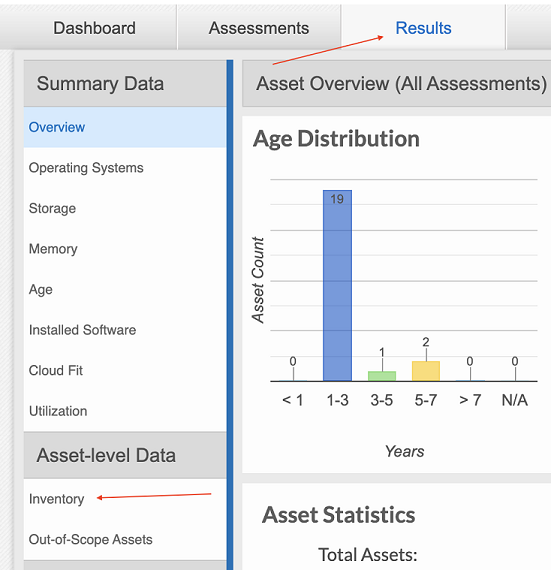 Dashboard
Assessments
Results
Summary Data
Overview
Operating Systems
Storage
Memory
Age
Installed Software
Cloud Fit
Utilization
Asset-level Data
Inventory
Out-of-Scope Assets
Asset Overview (All Assessments)
Age Distribution
Asset Count
0
19
1
2
0
0
< 1
1-3
3-5
5-7
> 7
N/A
Years
Asset Statistics
Total Assets: